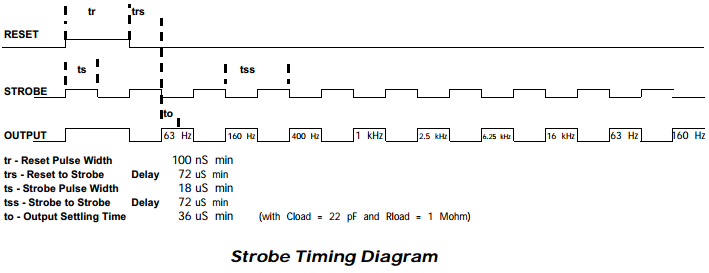 tr trs
RESET
ts tss
STROBE
to
OUTPUT 63 Hz 160 Hz 400 Hz 1 kHz 2.5 kHz 6.25 kHz 16 kHz 63 Hz 160 Hz
tr - Reset Pulse Width 100 nS min
trs - Reset to Strobe Delay 72 uS min
ts - Strobe Pulse Width 18 uS min
tss - Strobe to Strobe Delay 72 uS min
to - Output Settling Time 36 uS min (with Cload = 22 pF and Rload = 1 Mohm)
Strobe Timing Diagram